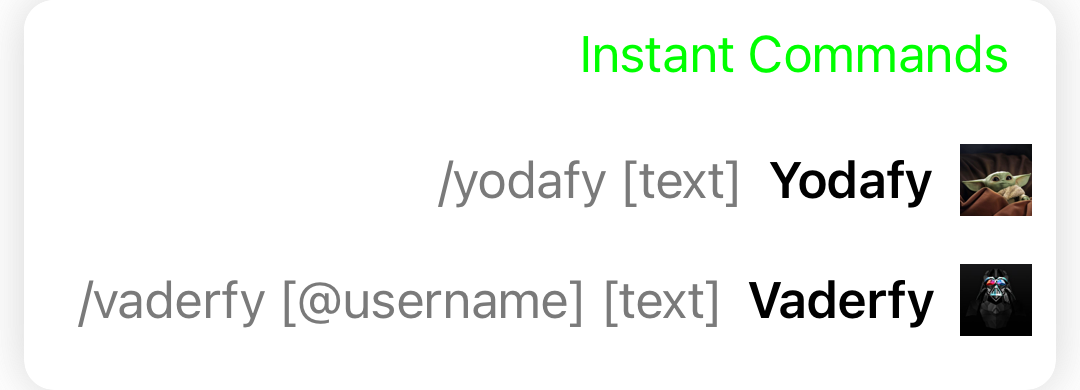 Instant Commands
/yodafy [text] Yodafy
/vaderfy [@username] [text] Vaderfy